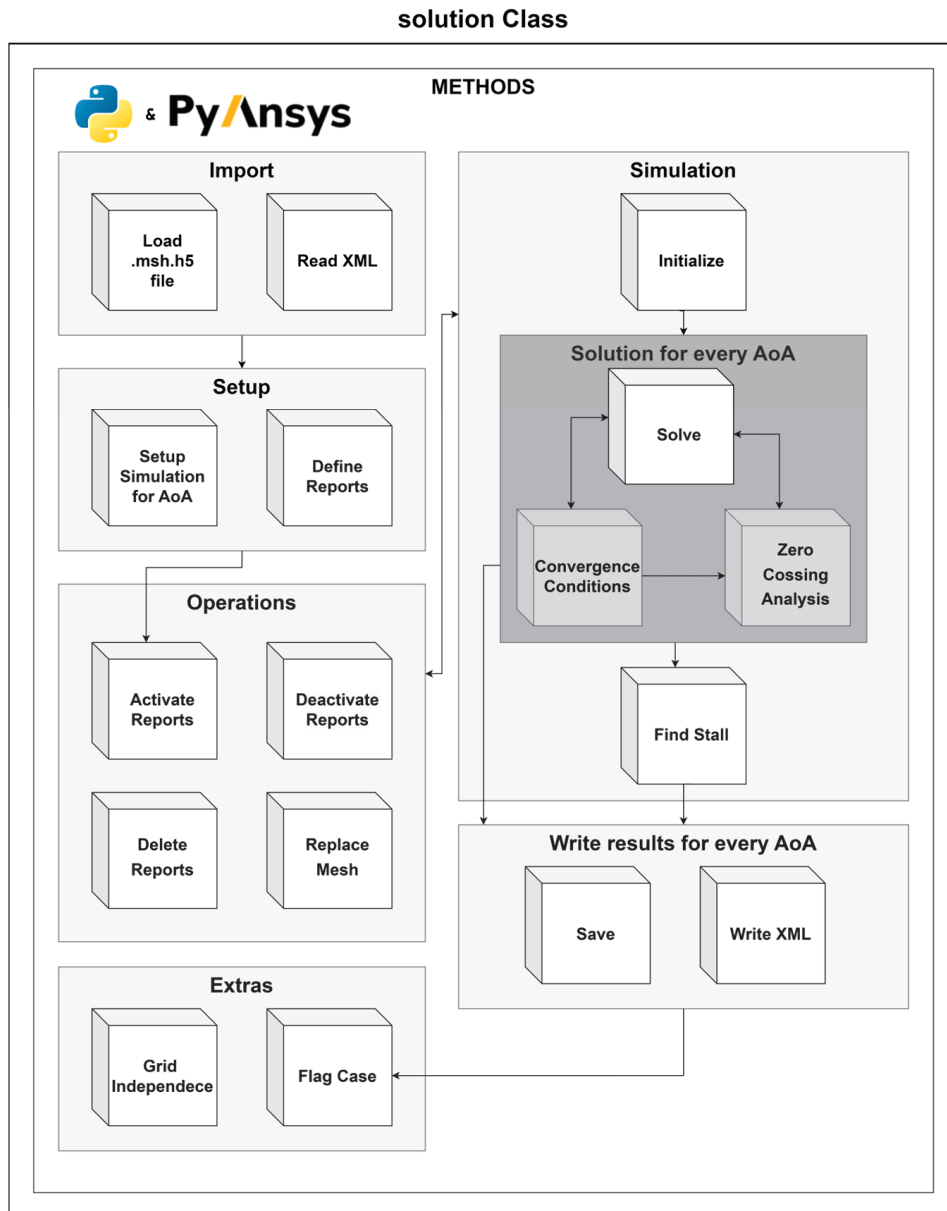 solution Class
METHODS
& PyAnsys
Import
Load
.msh.h5
file
Read XML
Setup
Setup
Simulation
for AoA
Define
Reports
Operations
Activate
Reports
Deactivate
Reports
Delete
Reports
Replace
Mesh
Extras
Grid
Independece
Flag Case
Simulation
Initialize
Solution for every AoA
Solve
Convergence
Conditions
Zero
Cossing
Analysis
Find Stall
Write results for every AoA
Save
Write XML